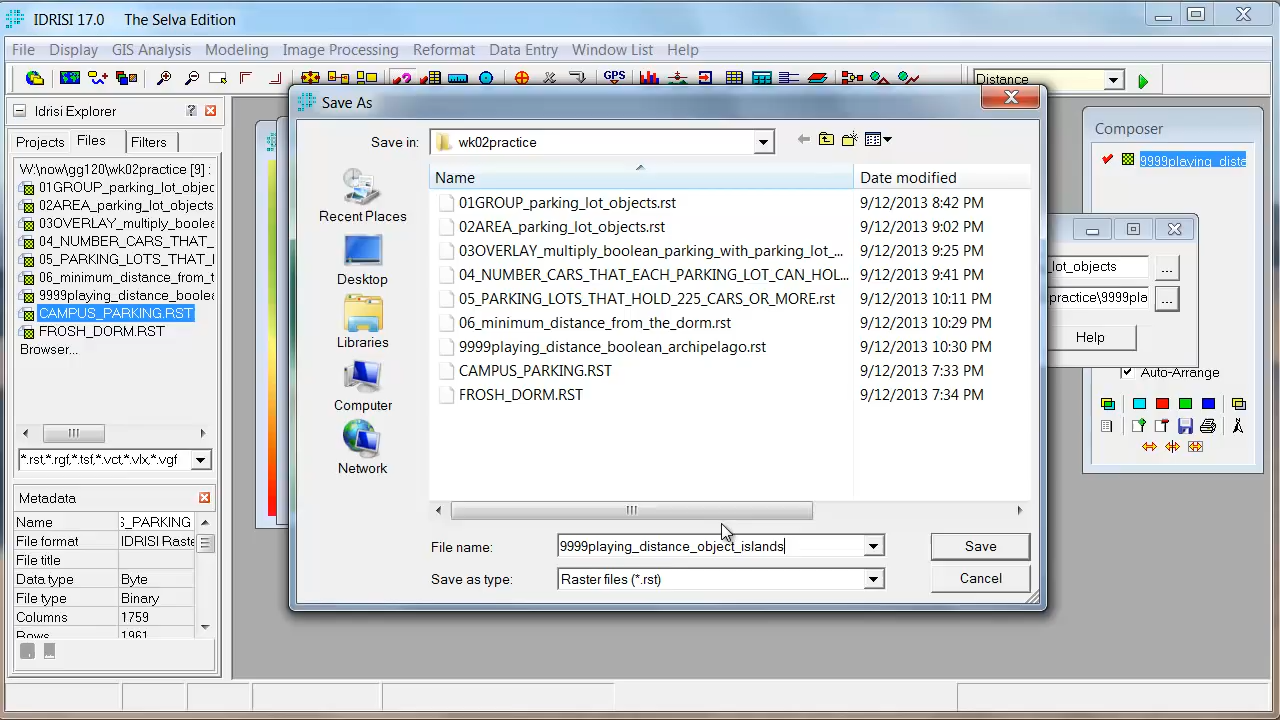 IDRISI 17.0 The Selva Edition
File Display GIS Analysis Modeling Image Processing Reformat Data Entry Window List Help
GPS
Distance
Idrisi Explorer
Projects Files Filters
W:\now\gg120\wk02practice [9]
01GROUP_parking_lot_objec
02AREA_parking_lot_objects
03OVERLAY_multiply_boolean
04_NUMBER_CARS_THAT_
05_PARKING_LOTS_THAT_H
06_minimum_distance_from_t
9999playing_distance_boolea
CAMPUS_PARKING.RST
FROSH_DORM.RST
Browser...
*.rst*.rgf,*.tsf,*.vct*.vlx.*.vgf
Metadata
Name S_PARKING
File format IDRISI Raste
File title
Data type Byte
File type Binary
Columns 1759
Rows 1961
Save As
Save in: wk02practice
Recent Places
Desktop
Libraries
Computer
Network
Name Date modified
01GROUP_parking_lot_objects.rst 9/12/2013 8:42 PM
02AREA_parking_lot_objects.rst 9/12/2013 9:02 PM
03OVERLAY_multiply_boolean_parking_with_parking_lot_... 9/12/2013 9:25 PM
04_NUMBER_CARS_THAT_EACH_PARKING_LOT_CAN_HOL... 9/12/2013 9:41 PM
05_PARKING_LOTS_THAT_HOLD_225_CARS_OR_MORE.rst 9/12/2013 10:11 PM
06_minimum_distance_from_the_dorm.rst 9/12/2013 10:29 PM
9999playing_distance_boolean_archipelago.rst 9/12/2013 10:30 PM
CAMPUS_PARKING.RST 9/12/2013 7:33 PM
FROSH_DORM.RST 9/12/2013 7:34 PM
File name: 9999playing_distance_object_islands
Save as type: Raster files (*.rst)
Save
Cancel
Composer
9999playing_dista
lot_objects ...
practice\9999pla ...
Help
Auto-Arrange